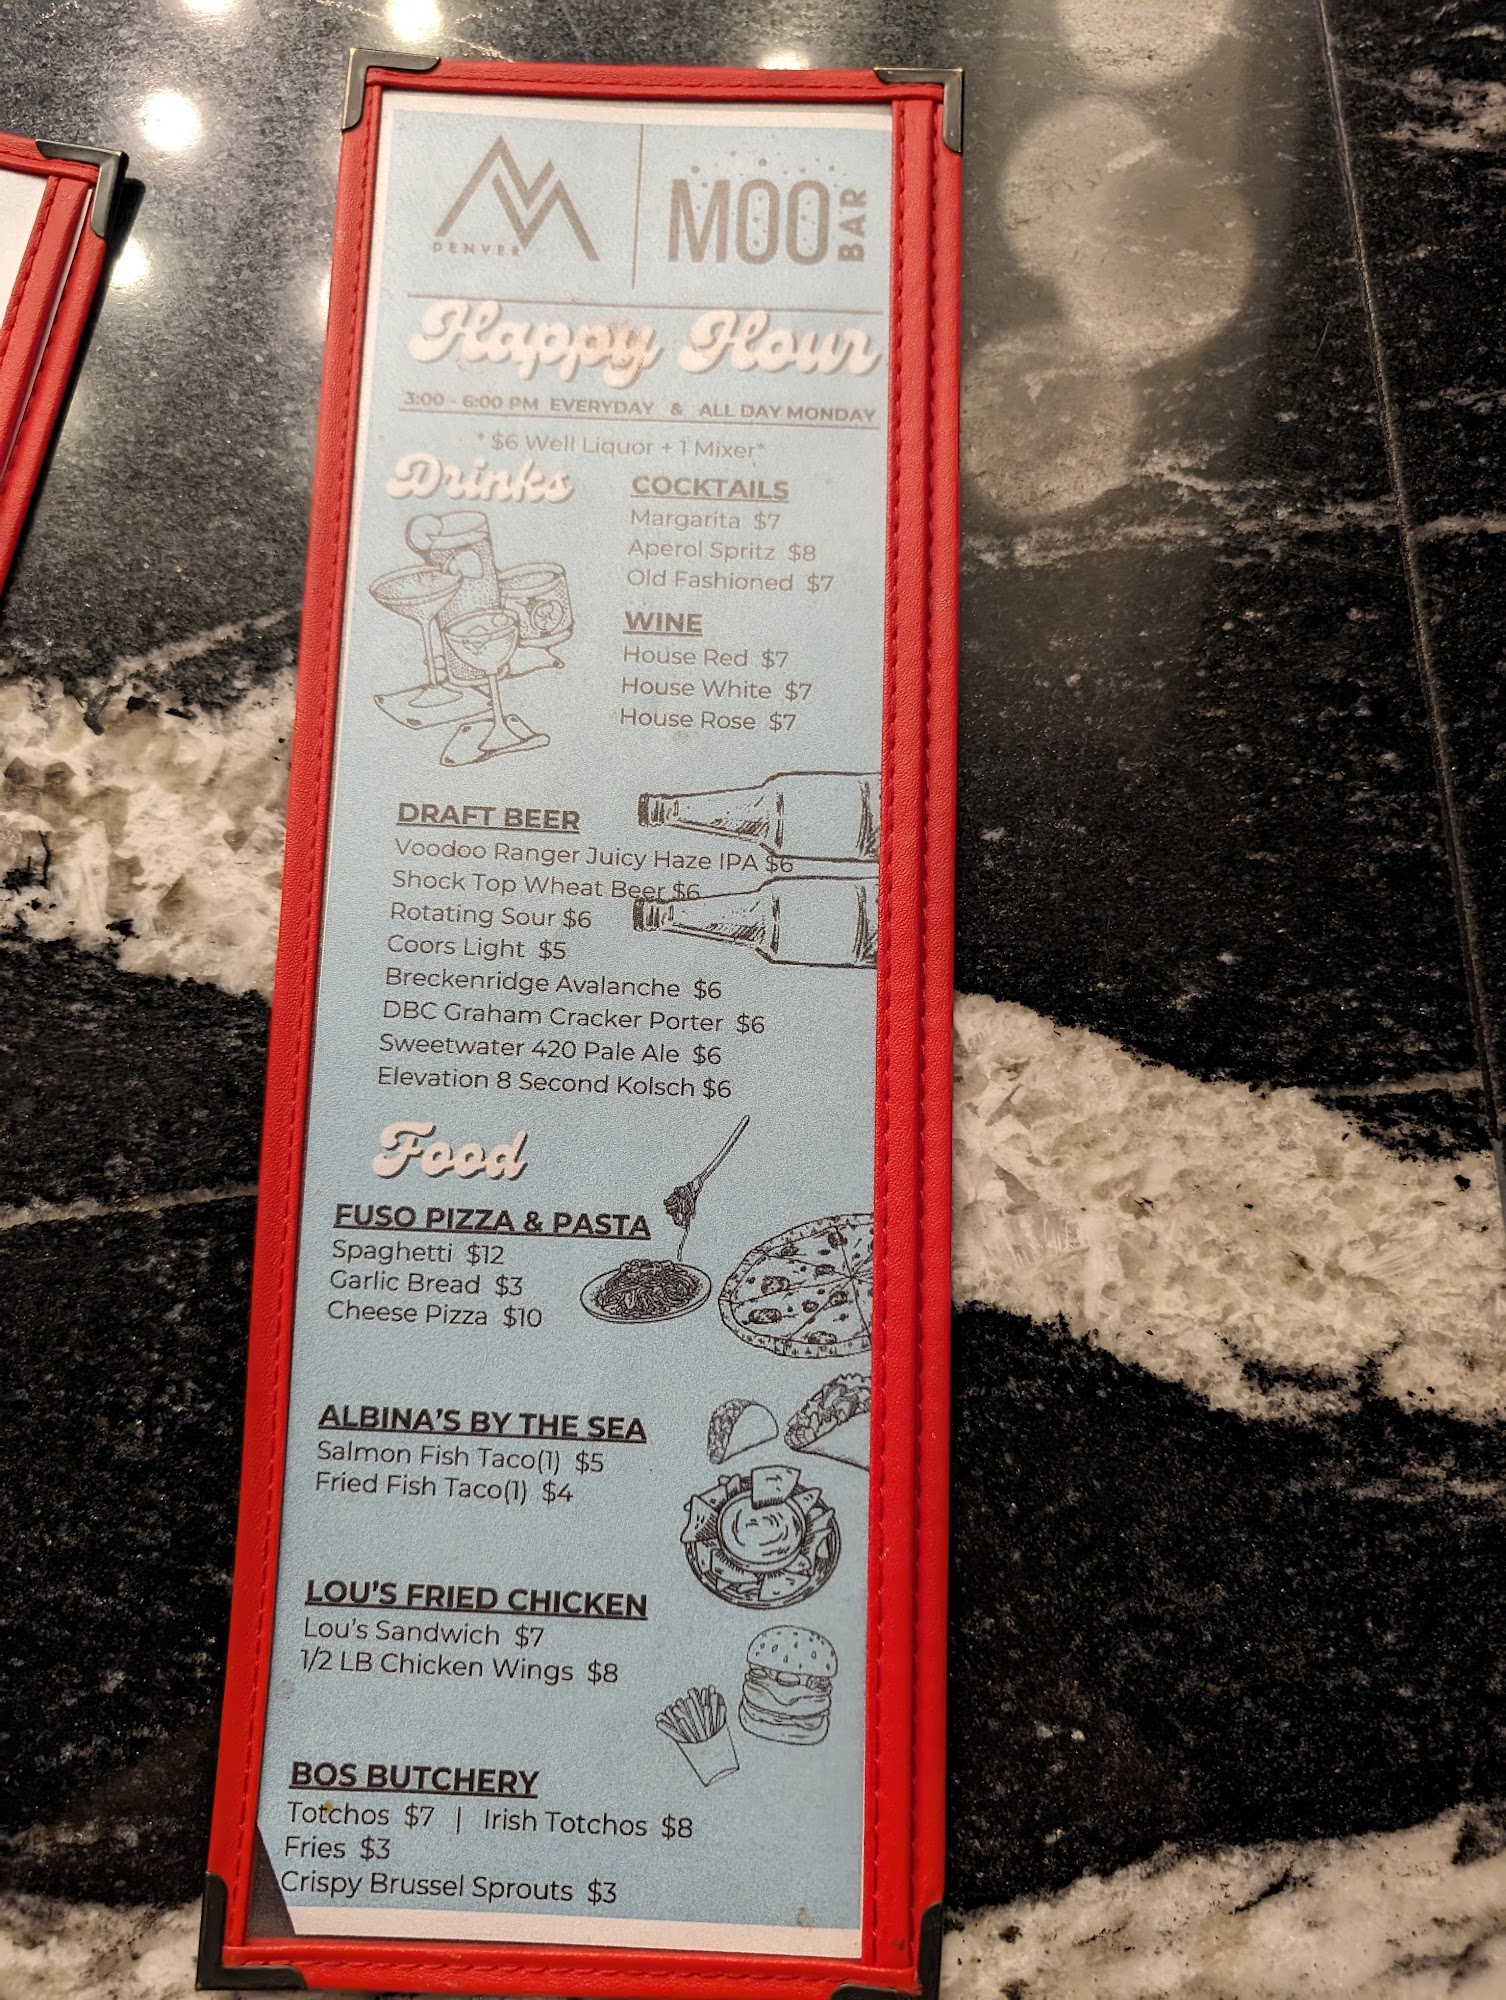 DENVER
MOO BAR
Happy Hour
3:00 - 6:00 PM EVERYDAY & ALL DAY MONDAY
*$6 Well Liquor + 1 Mixer*
Drinks
COCKTAILS
Margarita $7
Aperol Spritz $8
Old Fashioned $7
WINE
House Red $7
House White $7
House Rose $7
DRAFT BEER
Voodoo Ranger Juicy Haze IPA $6
Shock Top Wheat Beer $6
Rotating Sour $6
Coors Light $5
Breckenridge Avalanche $6
DBC Graham Cracker Porter $6
Sweetwater 420 Pale Ale $6
Elevation 8 Second Kolsch $6
Food
FUSO PIZZA & PASTA
Spaghetti $12
Garlic Bread $3
Cheese Pizza $10
ALBINA'S BY THE SEA
Salmon Fish Taco(1) $5
Fried Fish Taco(1) $4
LOU'S FRIED CHICKEN
Lou's Sandwich $7
1/2 LB Chicken Wings $8
BOS BUTCHERY
Totchos $7 | Irish Totchos $8
Fries $3
Crispy Brussel Sprouts $3